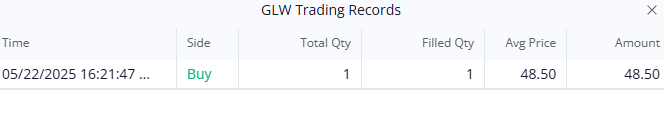 GLW Trading Records
Time Side Total Qty Filled Qty Avg Price Amount
05/22/2025 16:21:47 ... Buy 1 1 48.50 48.50